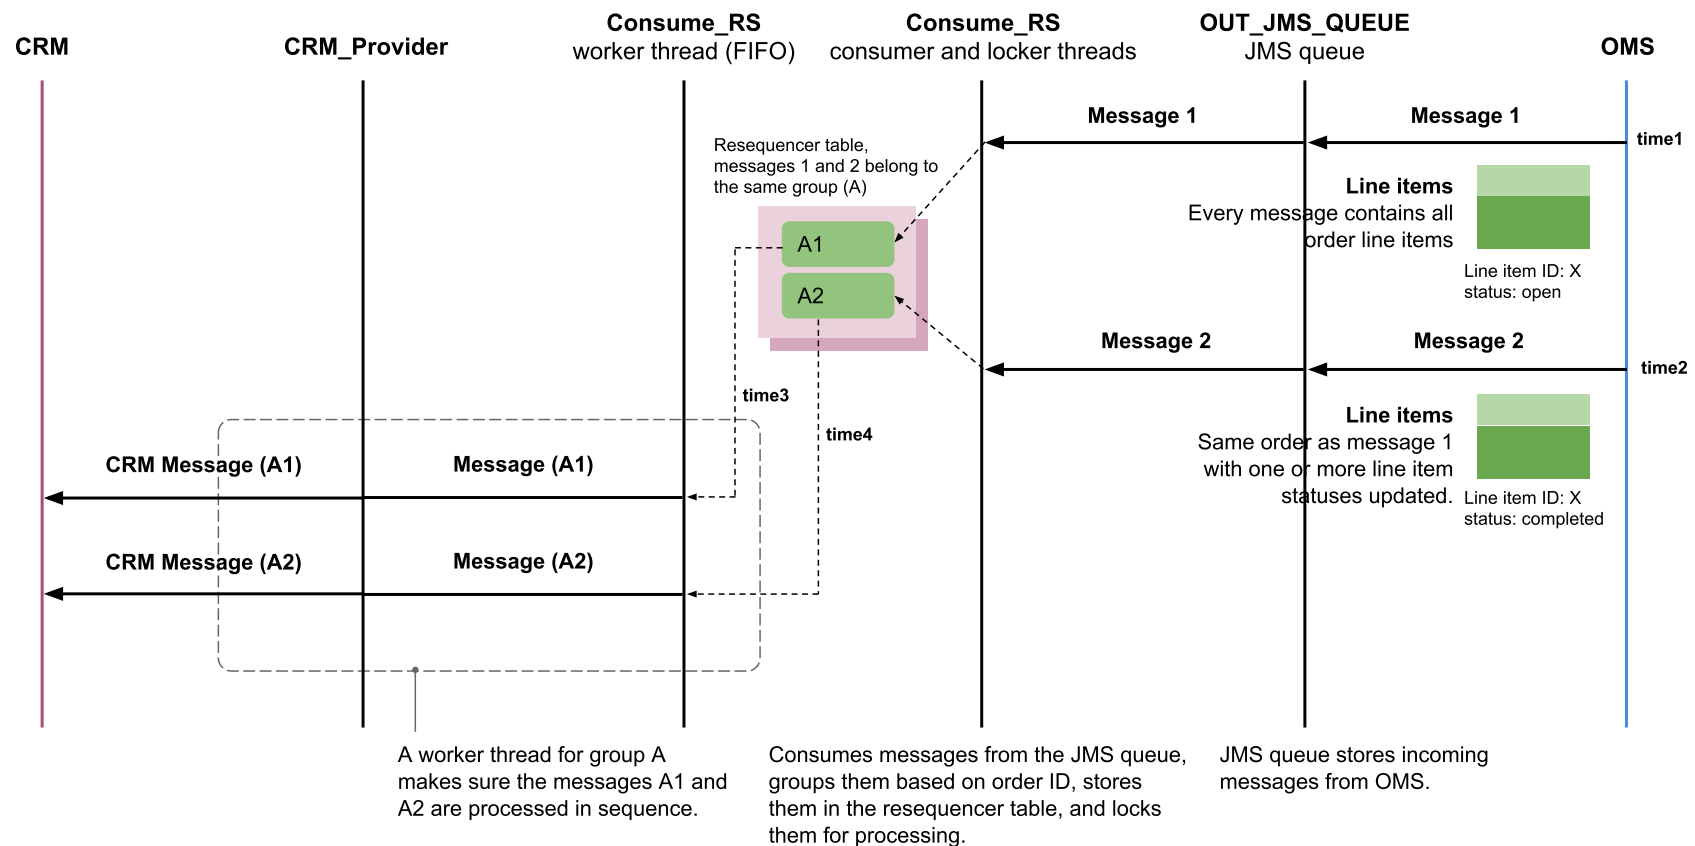 CRM
CRM_Provider
Consume_RS
worker thread (FIFO)
Consume_RS
consumer and locker threads
OUT_JMS_QUEUE
JMS queue
OMS
Message 1
Message 1
time1
Resequencer table,
messages 1 and 2 belong to
the same group (A)
Line items
Every message contains all
order line items
Line item ID: X
status: open
A1
A2
Message 2
Message 2
time2
time3
time4
Line items
Same order as message 1
with one or more line item
statuses updated.
Line item ID: X
status: completed
CRM Message (A1)
Message (A1)
CRM Message (A2)
Message (A2)
A worker thread for group A
makes sure the messages A1 and
A2 are processed in sequence.
Consumes messages from the JMS queue,
groups them based on order ID, stores
them in the resequencer table, and locks
them for processing.
JMS queue stores incoming
messages from OMS.